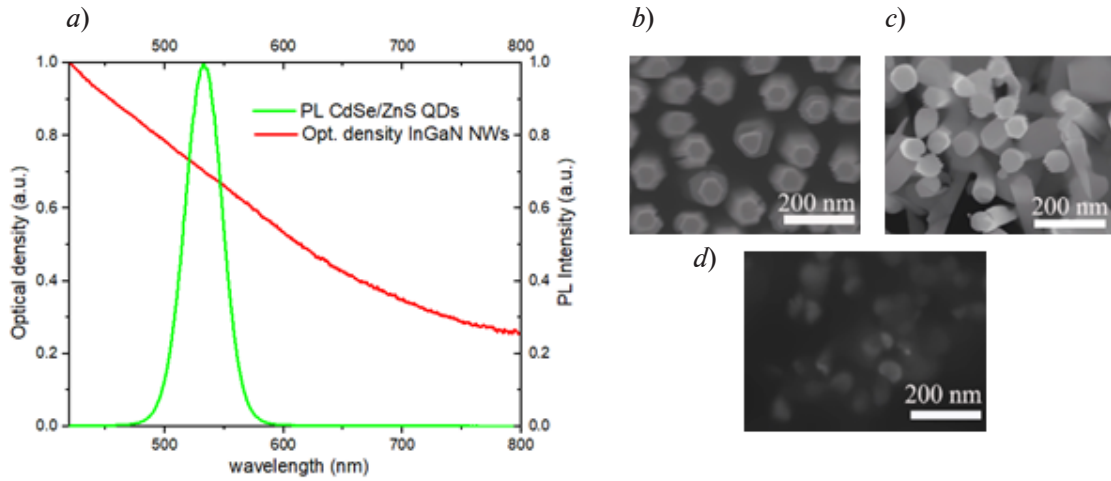 a)
500 600 700 800
1.0 1.0
PL CdSe/ZnS QDs
Opt. density InGaN NWs
0.8 0.8
0.6 0.6
0.4 0.4
0.2 0.2
0.0 0.0
500 600 700 800
Optical density (a.u.)
PL Intensity (a.u.)
wavelength (nm)
b)
200 nm
c)
200 nm
d)
200 nm